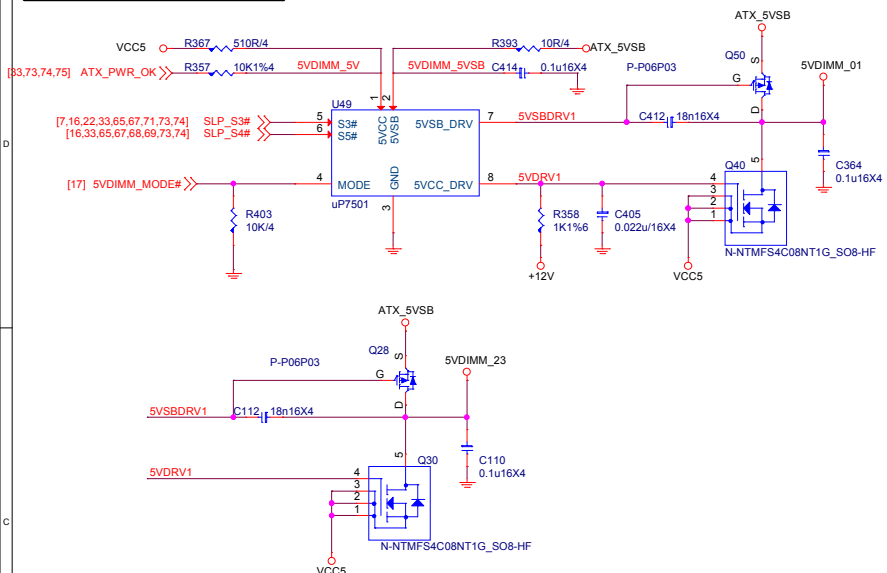 ATX_5VSB
VCC5 R367 510R/4 R393 10R/4 ATX_5VSB
Q50
[33,73,74,75] ATX_PWR_OK R357 10K1%4 5VDIMM_5V 5VDIMM_5VSB C414 0.1u16X4 P-P06P03 S 5VDIMM_01
G
1 2
U49
D
[7,16,22,33,65,67,71,73,74] SLP_S3# 5 S3# 5VCC 5VSB 5VSB_DRV 7 5VSBDRV1 C412 18n16X4
[16,33,65,67,68,69,73,74] SLP_S4# 6 S5#
D
5
Q40 C364
0.1u16X4
[17] 5VDIMM_MODE# 4 MODE GND 5VCC_DRV 8 5VDRV1 4
3
2
1
uP7501
3
R403
10K/4
R358
1K1%6
C405
0.022u/16X4
N-NTMFS4C08NT1G_SO8-HF
+12V VCC5
ATX_5VSB
Q28
P-P06P03 S 5VDIMM_23
G
D
5VSBDRV1 C112 18n16X4
5
Q30 C110
0.1u16X4
5VDRV1 4
3
2
1
C
N-NTMFS4C08NT1G_SO8-HF
VCC5